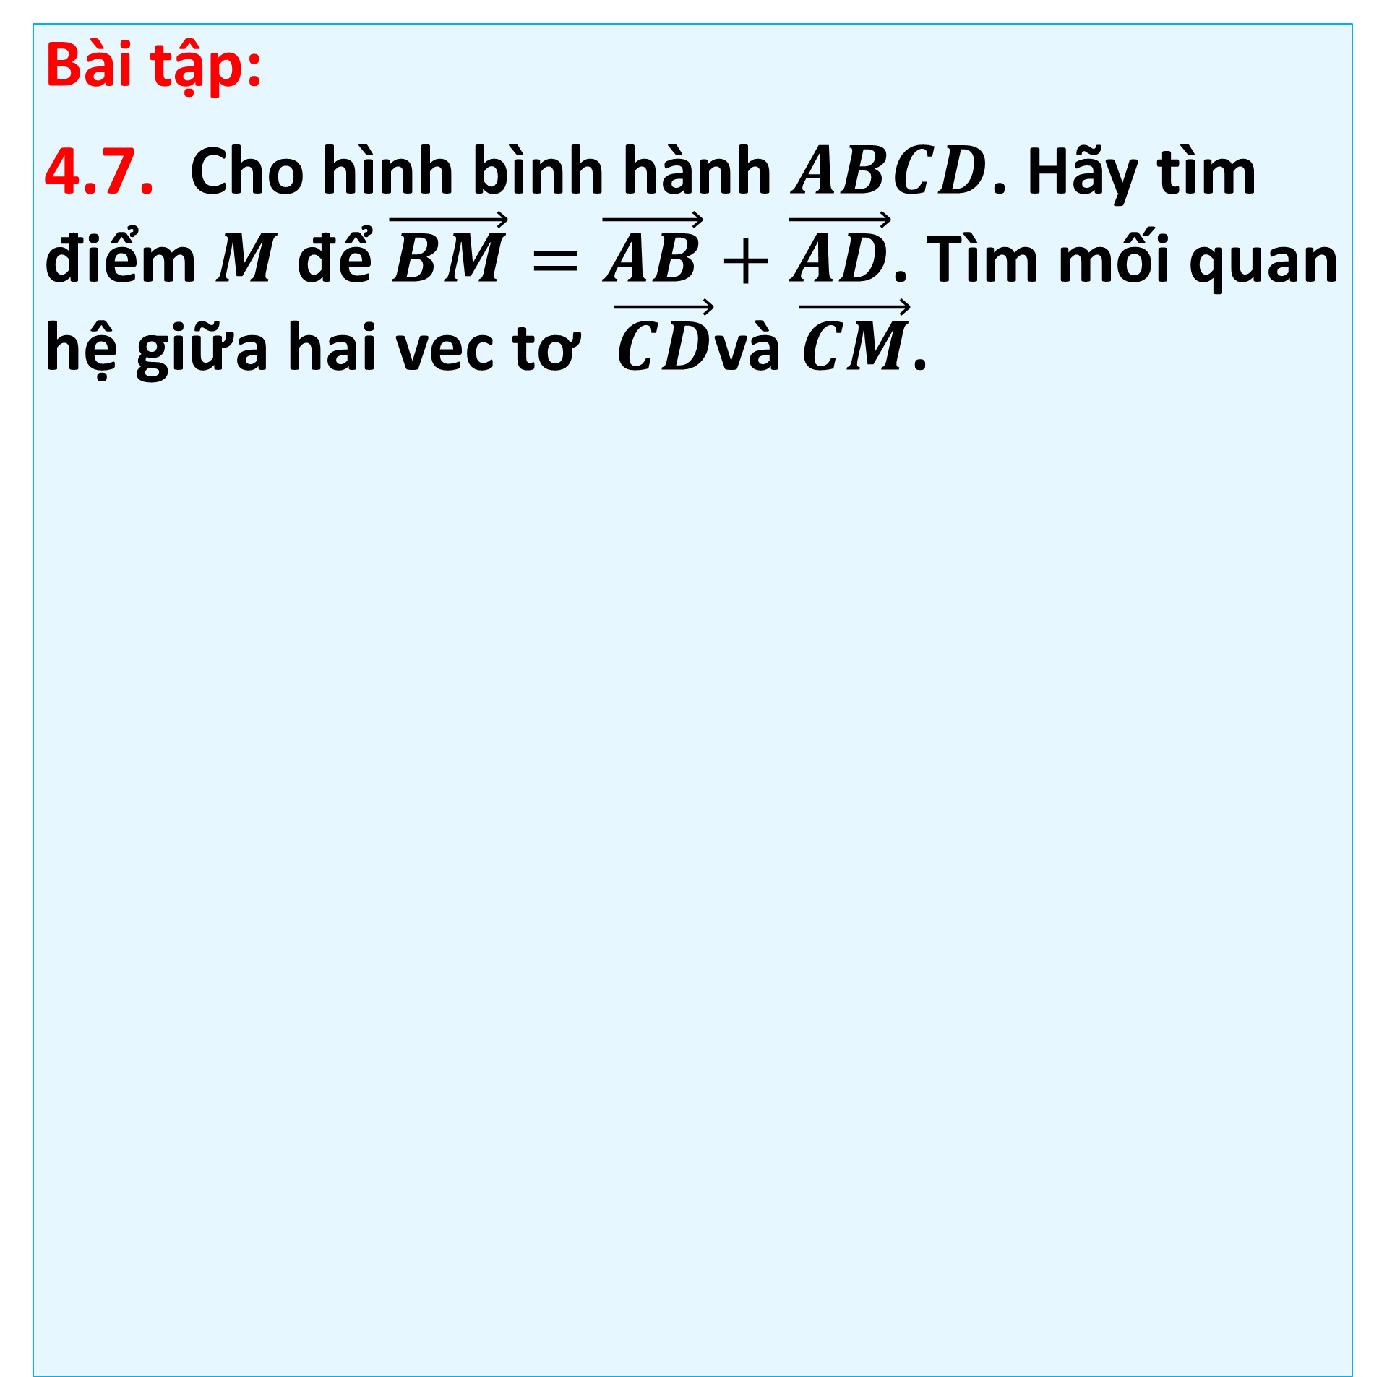 Bài tập:
4.7. Cho hình bình hành $ABCD$. Hãy tìm
điểm $M$ để $\overrightarrow{BM} = \overrightarrow{AB} + \overrightarrow{AD}$. Tìm mối quan
hệ giữa hai vec tơ $\overrightarrow{CD}$và $\overrightarrow{CM}$.